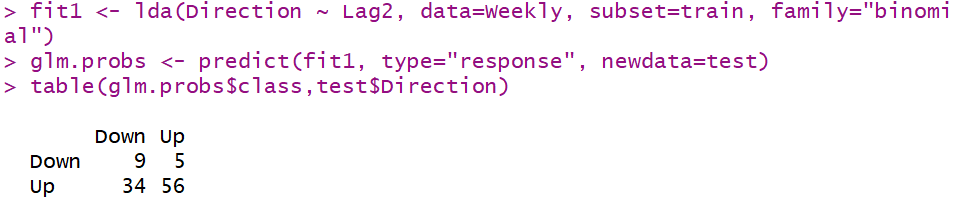 > fit1 <- lda(Direction ~ Lag2, data=Weekly, subset=train, family="binomi
al")
> glm.probs <- predict(fit1, type="response", newdata=test)
> table(glm.probs$class,test$Direction)
Down Up
Down 9 5
Up 34 56